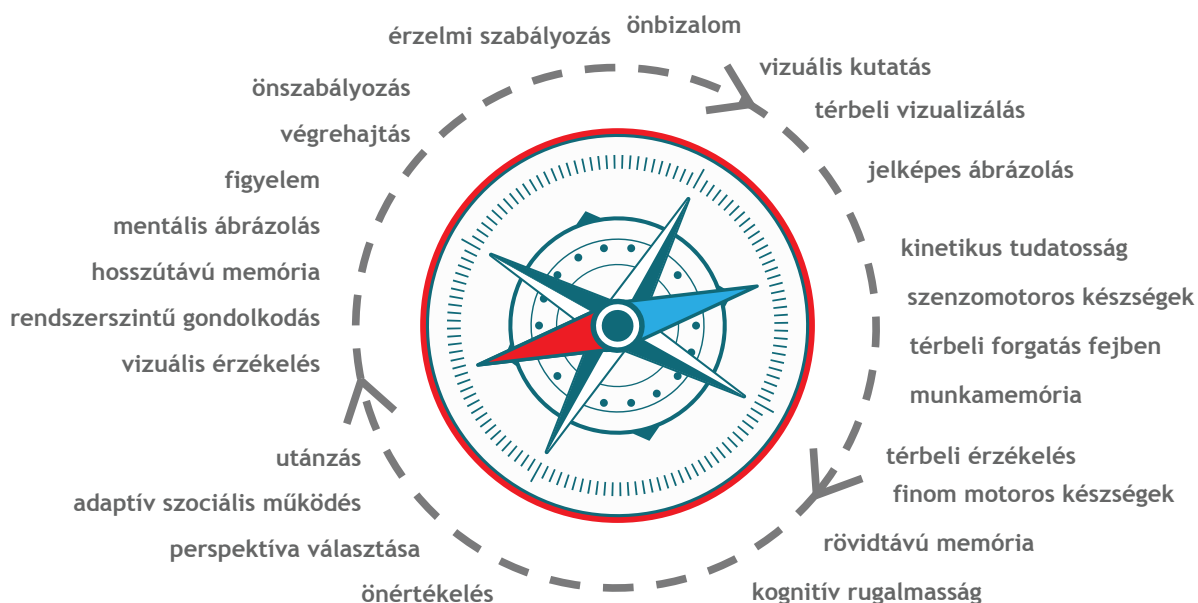 érzelmi szabályozás
önbizalom
vizuális kutatás
térbeli vizualizálás
jelképes ábrázolás
kinetikus tudatosság
szenzomotoros készségek
térbeli forgatás fejben
munkamemória
térbeli érzékelés
finom motoros készségek
rövidtávú memória
kognitív rugalmasság
önértékelés
perspektíva választása
adaptív szociális működés
utánzás
vizuális érzékelés
rendszerszintű gondolkodás
hosszútávú memória
mentális ábrázolás
figyelem
végrehajtás
önszabályozás